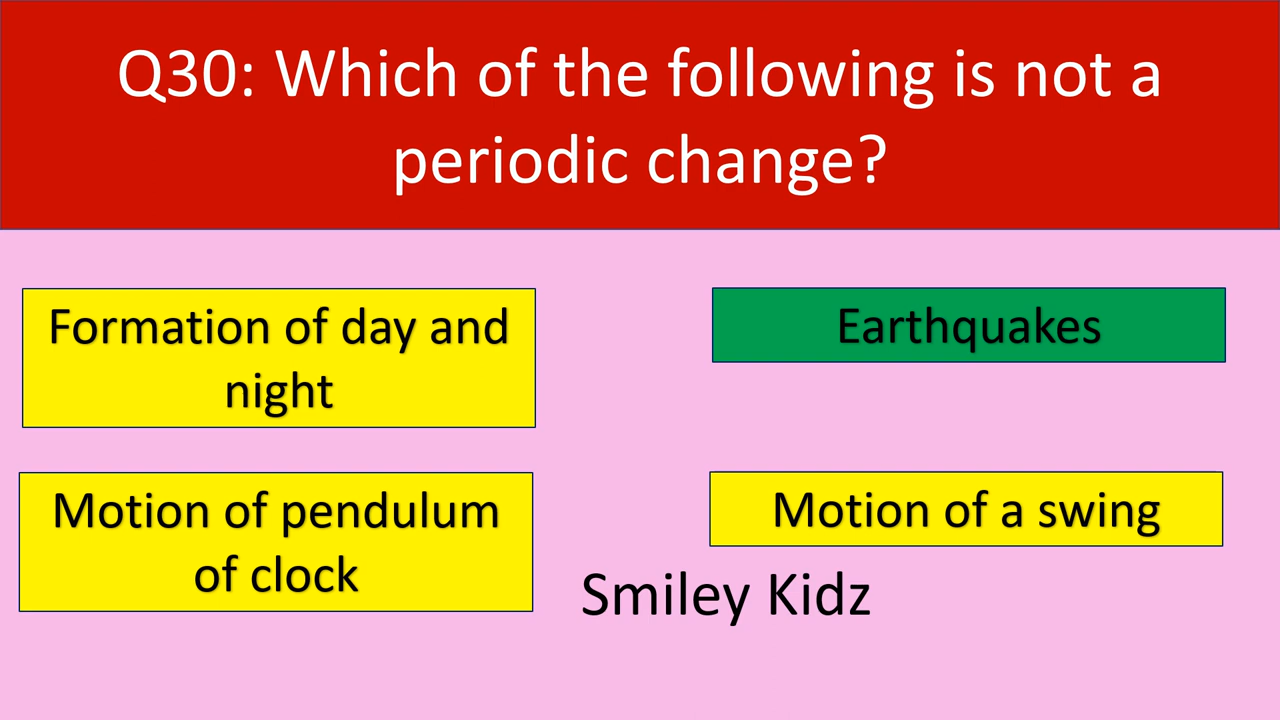 Q30: Which of the following is not a
periodic change?
Formation of day and
night
Earthquakes
Motion of pendulum
of clock
Motion of a swing
Smiley Kidz